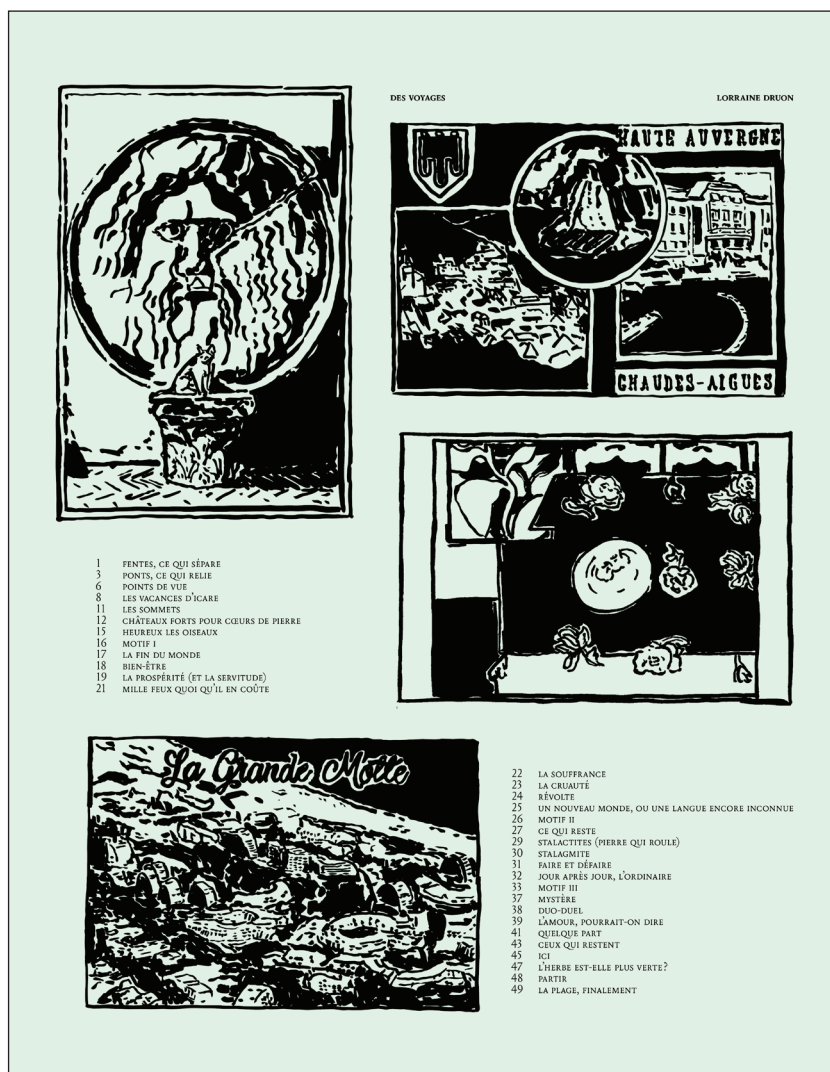 DES VOYAGES
LORRAINE DRUON
HAUTE AUVERGNE
CHAUDES-AIGUES
1 FENTES, CE QUI SÉPARE
3 PONTS, CE QUI RELIE
6 POINTS DE VUE
8 LES VACANCES D'ICARE
11 LES SOMMETS
12 CHÂTEAUX FORTS POUR CŒURS DE PIERRE
15 HEUREUX LES OISEAUX
16 MOTIF I
17 LA FIN DU MONDE
18 BIEN-ÊTRE
19 LA PROSPÉRITÉ (ET LA SERVITUDE)
21 MILLE FEUX QUOI QU'IL EN COÛTE
La Grande Motte
22 LA SOUFFRANCE
23 LA CRUAUTÉ
24 RÉVOLTE
25 UN NOUVEAU MONDE, OU UNE LANGUE ENCORE INCONNUE
26 MOTIF II
27 CE QUI RESTE
29 STALACTITES (PIERRE QUI ROULE)
30 STALAGMITE
31 FAIRE ET DÉFAIRE
32 JOUR APRÈS JOUR, L'ORDINAIRE
33 MOTIF III
37 MYSTÈRE
38 DUO-DUEL
39 L'AMOUR, POURRAIT-ON DIRE
41 QUELQUE PART
43 CEUX QUI RESTENT
45 ICI
47 L'HERBE EST-ELLE PLUS VERTE?
48 PARTIR
49 LA PLAGE, FINALEMENT